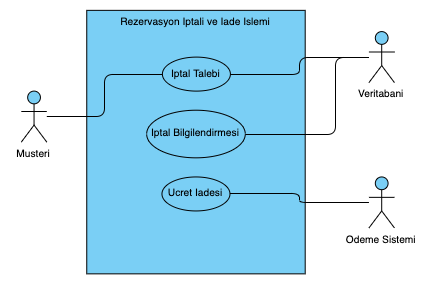 Rezervasyon Iptali ve Iade Islemi
Iptal Talebi
Veritabani
Iptal Bilgilendirmesi
Musteri
Ucret Iadesi
Odeme Sistemi